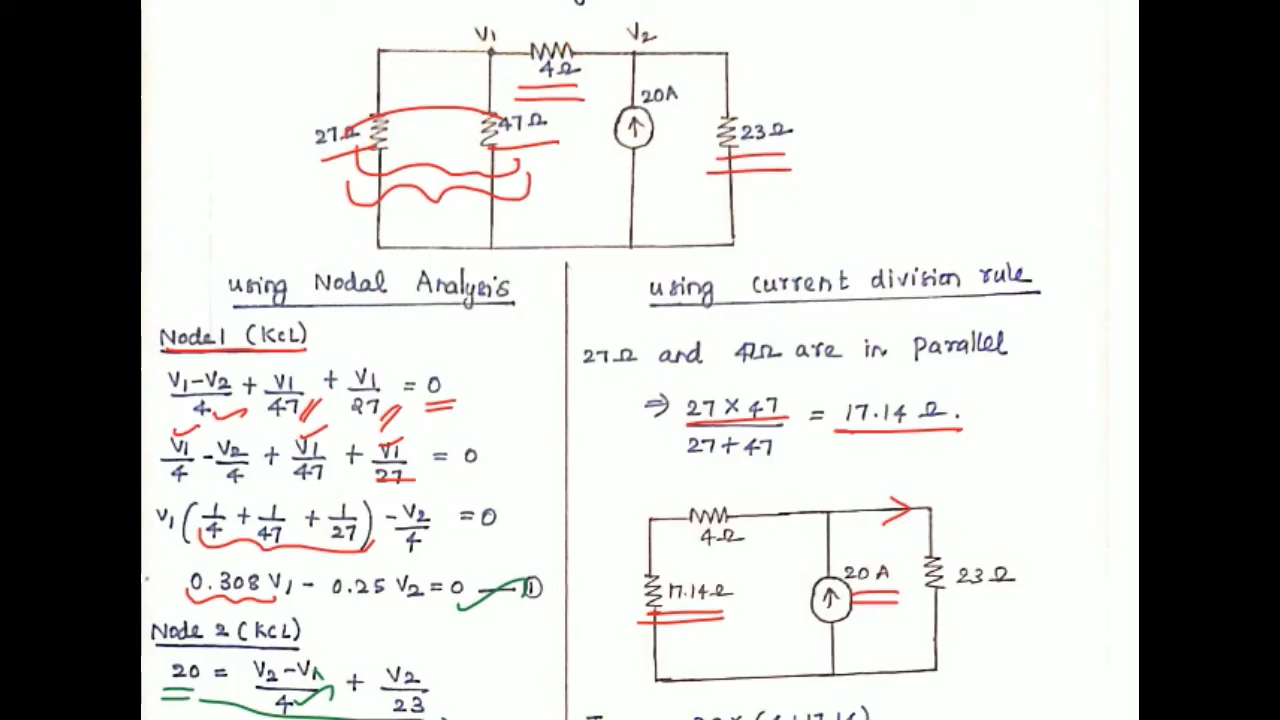 V1 V2
4Ω
20A
27Ω 47Ω 23Ω
using Nodal Analysis
Node1 (KCL)
V1-V2/4 + V1/47 + V1/27 = 0
V1/4 - V2/4 + V1/47 + V1/27 = 0
V1 (1/4 + 1/47 + 1/27) - V2/4 = 0
0.308 V1 - 0.25 V2 = 0 — ①
Node 2 (KCL)
20 = V2-V1/4 + V2/23
using current division rule
27Ω and 47Ω are in parallel
⇒ 27 × 47/27+47 = 17.14 Ω.
4Ω
17.14Ω 20 A 23Ω